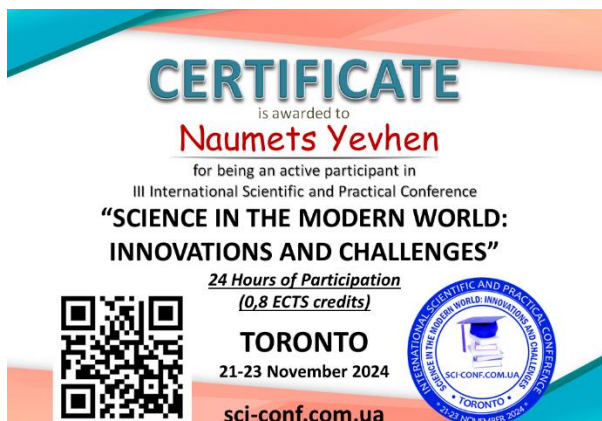 CERTIFICATE
is awarded to
Naumets Yevhen
for being an active participant in
III International Scientific and Practical Conference
“SCIENCE IN THE MODERN WORLD:
INNOVATIONS AND CHALLENGES”
24 Hours of Participation
(0,8 ECTS credits)
TORONTO
21-23 November 2024
sci-conf.com.ua
INTERNATIONAL SCIENTIFIC AND PRACTICAL CONFERENCE
SCIENCE IN THE MODERN WORLD: INNOVATIONS AND CHALLENGES
SCI-CONF.COM.UA
• TORONTO •
* 21-23 NOVEMBER 2024 *